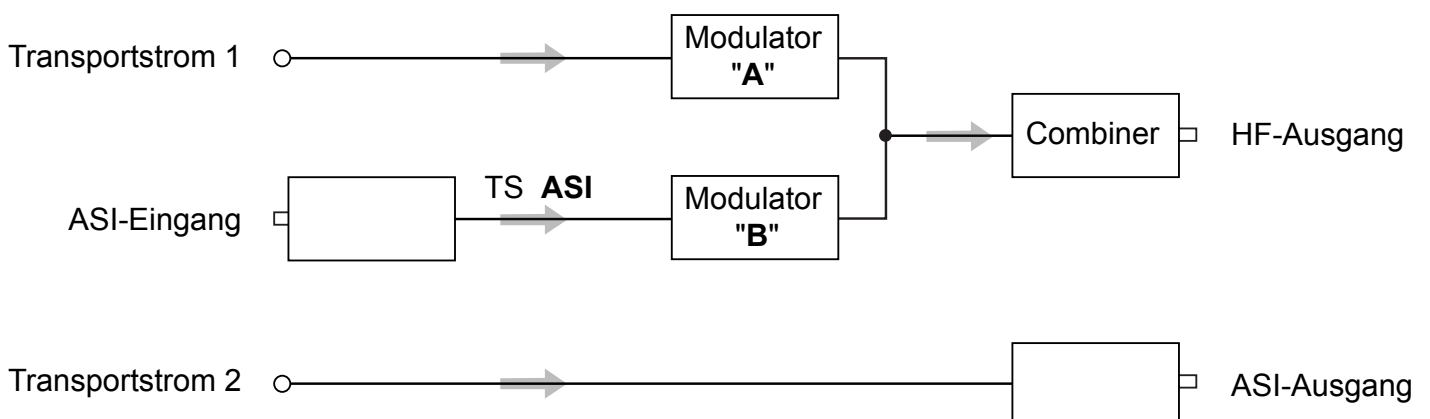 Transportstrom 1
Modulator
"A"
Combiner
HF-Ausgang
ASI-Eingang
TS ASI
Modulator
"B"
Transportstrom 2
ASI-Ausgang